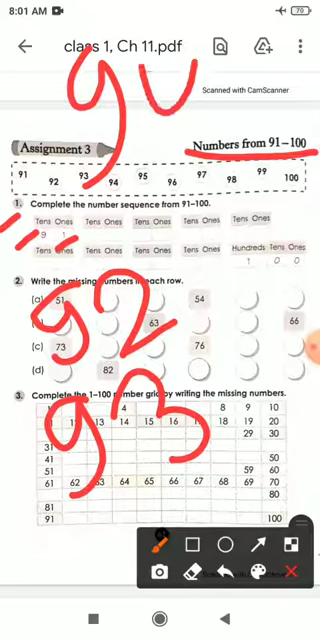 8:01 AM
70
class 1, Ch 11.pdf
Scanned with CamScanner
90
Assignment 3
Numbers from 91-100
91 92 93 94 95 96 97 98 99 100
1. Complete the number sequence from 91-100.
Tens Ones Tens Ones Tens Ones Tens Ones Tens Ones
9 1
Tens Ones Tens Ones Tens Ones Tens Ones Hundreds Tens Ones
1 0 0
92
2. Write the missing numbers in each row.
(a) 51 54
63 66
(c) 73 76
(d) 82
93
3. Complete the 1-100 number grid by writing the missing numbers.
4 8 9 10
13 14 15 16 18 19 20
29 30
31
41 50
51 59 60
61 62 63 64 65 66 67 68 69 70
80
81
91 100